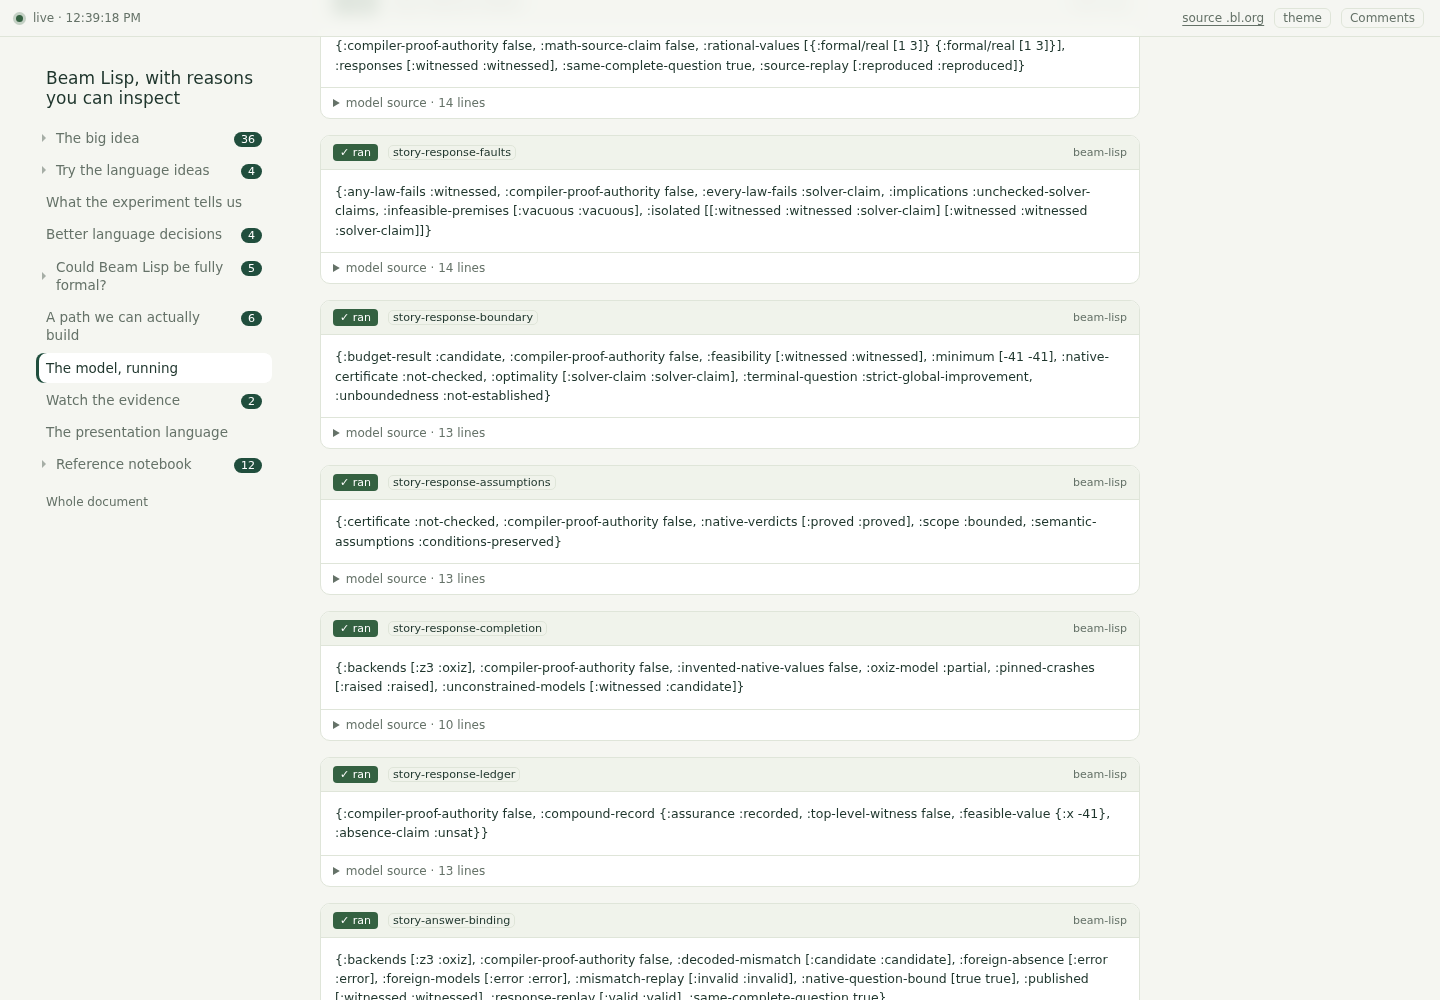 live · 12:39:18 PM
source .bl.org
theme
Comments
Beam Lisp, with reasons
you can inspect
The big idea 36
Try the language ideas 4
What the experiment tells us
Better language decisions 4
Could Beam Lisp be fully
formal? 5
A path we can actually
build 6
The model, running
Watch the evidence 2
The presentation language
Reference notebook 12
Whole document
{:compiler-proof-authority false, :math-source-claim false, :rational-values [{:formal/real [1 3]} {:formal/real [1 3]}],
:responses [:witnessed :witnessed], :same-complete-question true, :source-replay [:reproduced :reproduced]}
▶ model source · 14 lines
✓ ran story-response-faults beam-lisp
{:any-law-fails :witnessed, :compiler-proof-authority false, :every-law-fails :solver-claim, :implications :unchecked-solver-
claims, :infeasible-premises [:vacuous :vacuous], :isolated [[:witnessed :witnessed :solver-claim] [:witnessed :witnessed
:solver-claim]]}
▶ model source · 14 lines
✓ ran story-response-boundary beam-lisp
{:budget-result :candidate, :compiler-proof-authority false, :feasibility [:witnessed :witnessed], :minimum [-41 -41], :native-
certificate :not-checked, :optimality [:solver-claim :solver-claim], :terminal-question :strict-global-improvement,
:unboundedness :not-established}
▶ model source · 13 lines
✓ ran story-response-assumptions beam-lisp
{:certificate :not-checked, :compiler-proof-authority false, :native-verdicts [:proved :proved], :scope :bounded, :semantic-
assumptions :conditions-preserved}
▶ model source · 13 lines
✓ ran story-response-completion beam-lisp
{:backends [:z3 :oxiz], :compiler-proof-authority false, :invented-native-values false, :oxiz-model :partial, :pinned-crashes
[:raised :raised], :unconstrained-models [:witnessed :candidate]}
▶ model source · 10 lines
✓ ran story-response-ledger beam-lisp
{:compiler-proof-authority false, :compound-record {:assurance :recorded, :top-level-witness false, :feasible-value {:x -41},
:absence-claim :unsat}}
▶ model source · 13 lines
✓ ran story-answer-binding beam-lisp
{:backends [:z3 :oxiz], :compiler-proof-authority false, :decoded-mismatch [:candidate :candidate], :foreign-absence [:error
:error], :foreign-models [:error :error], :mismatch-replay [:invalid :invalid], :native-question-bound [true true], :published
[:witnessed :witnessed], :response-replay [:valid :valid], :same-complete-question true}